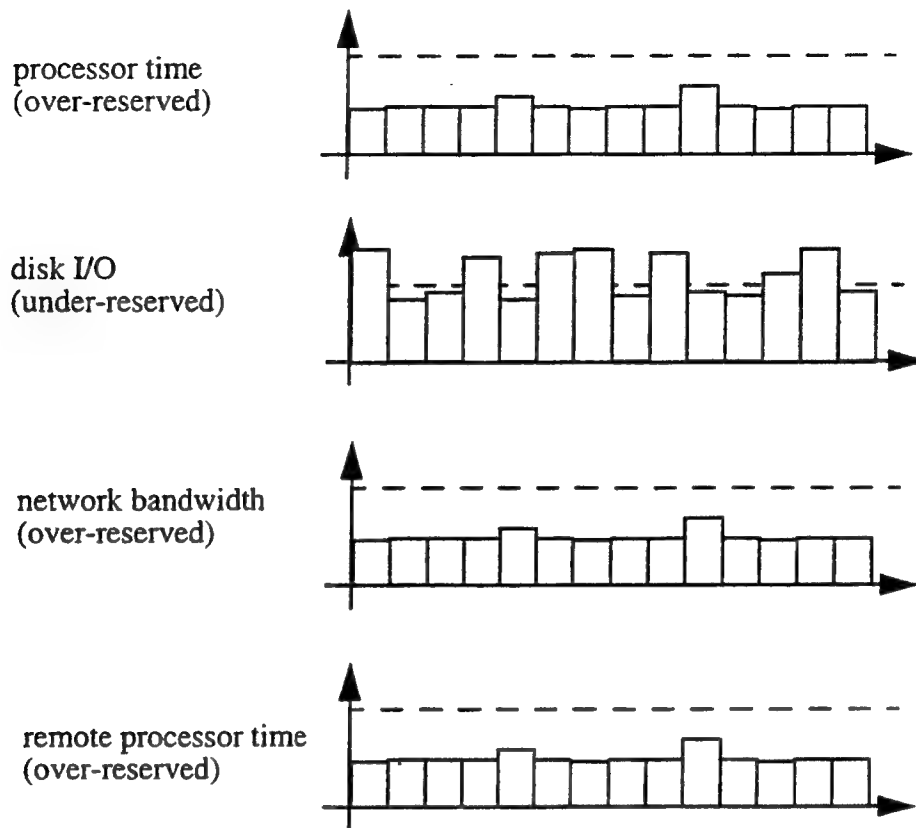 processor time
(over-reserved)
disk I/O
(under-reserved)
network bandwidth
(over-reserved)
remote processor time
(over-reserved)